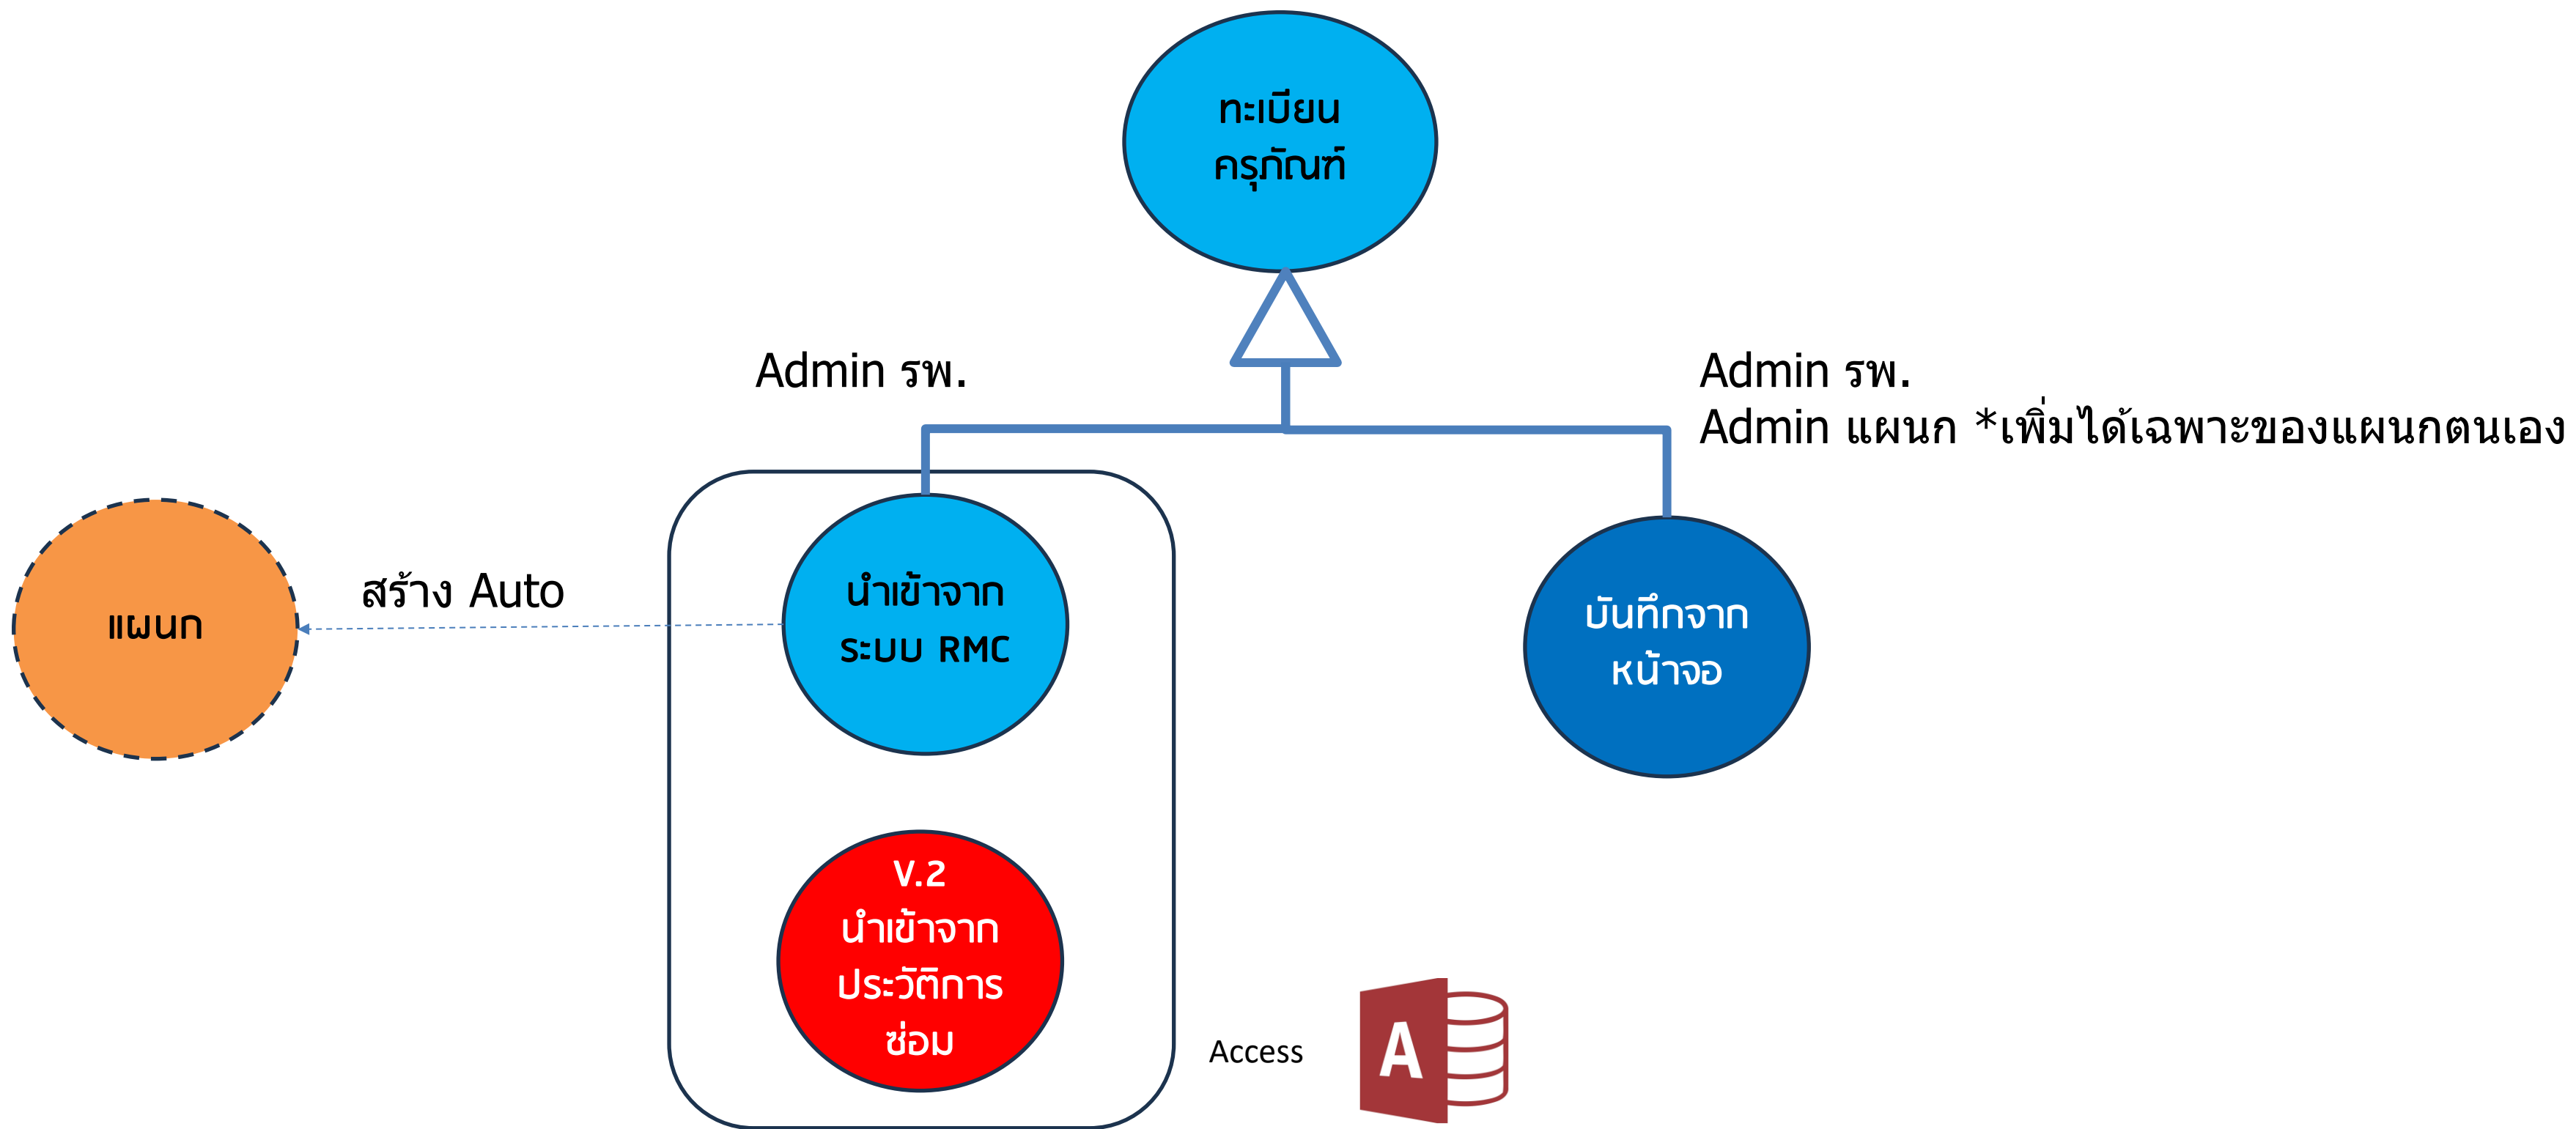 ทะเบียน
ครุภัณฑ์
Admin รพ.
Admin รพ.
Admin แผนก *เพิ่มได้เฉพาะของแผนกตนเอง
แผนก
สร้าง Auto
นำเข้าจาก
ระบบ RMC
บันทึกจาก
หน้าจอ
V.2
นำเข้าจาก
ประวัติการ
ซ่อม
Access
A